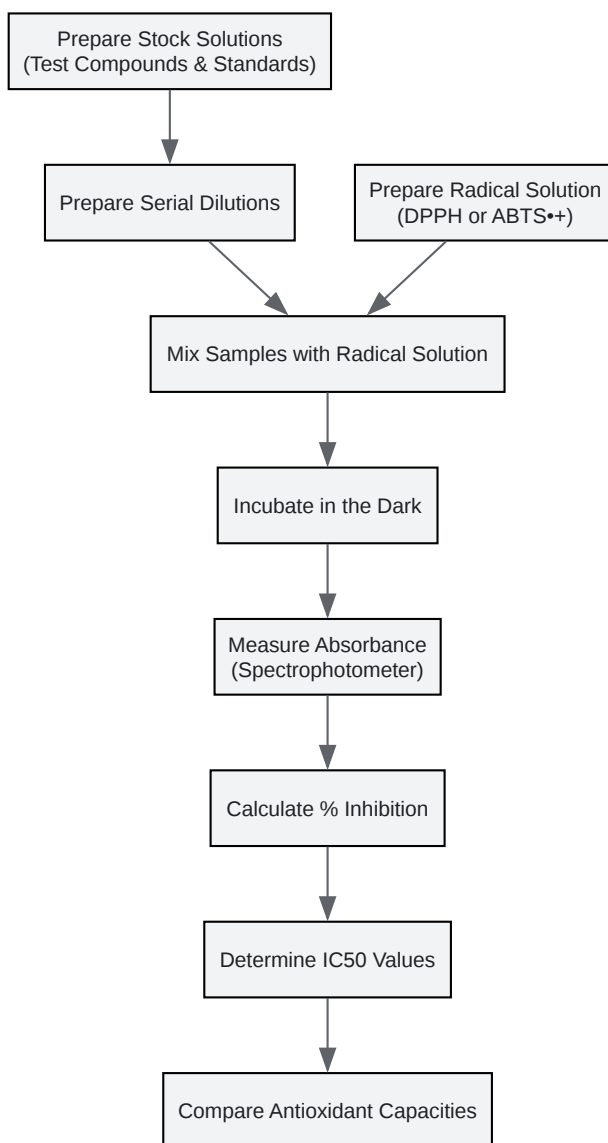 Prepare Stock Solutions
(Test Compounds & Standards)
Prepare Serial Dilutions
Prepare Radical Solution
(DPPH or ABTS•+)
Mix Samples with Radical Solution
Incubate in the Dark
Measure Absorbance
(Spectrophotometer)
Calculate % Inhibition
Determine IC50 Values
Compare Antioxidant Capacities